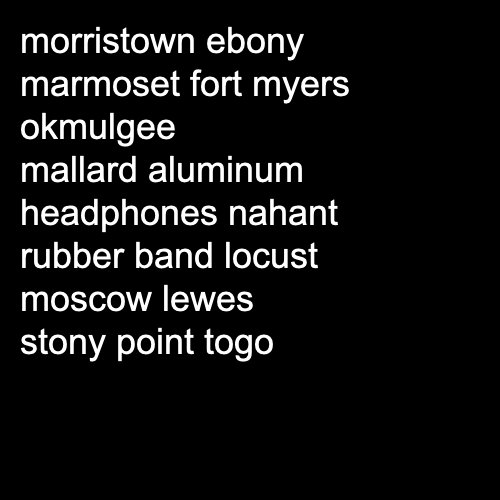 morristown ebony
marmoset fort myers
okmulgee
mallard aluminum
headphones nahant
rubber band locust
moscow lewes
stony point togo